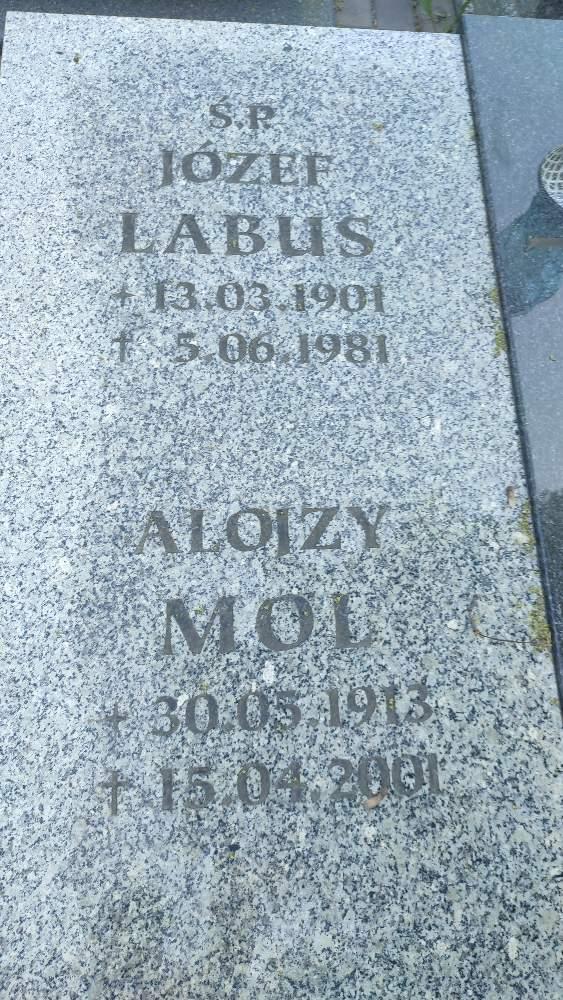 Ś.P.
JÓZEF
LABUS
+ 13.03.1901
† 5.06.1981
ALOJZY
MOL
+ 30.05.1913
† 15.04.2001